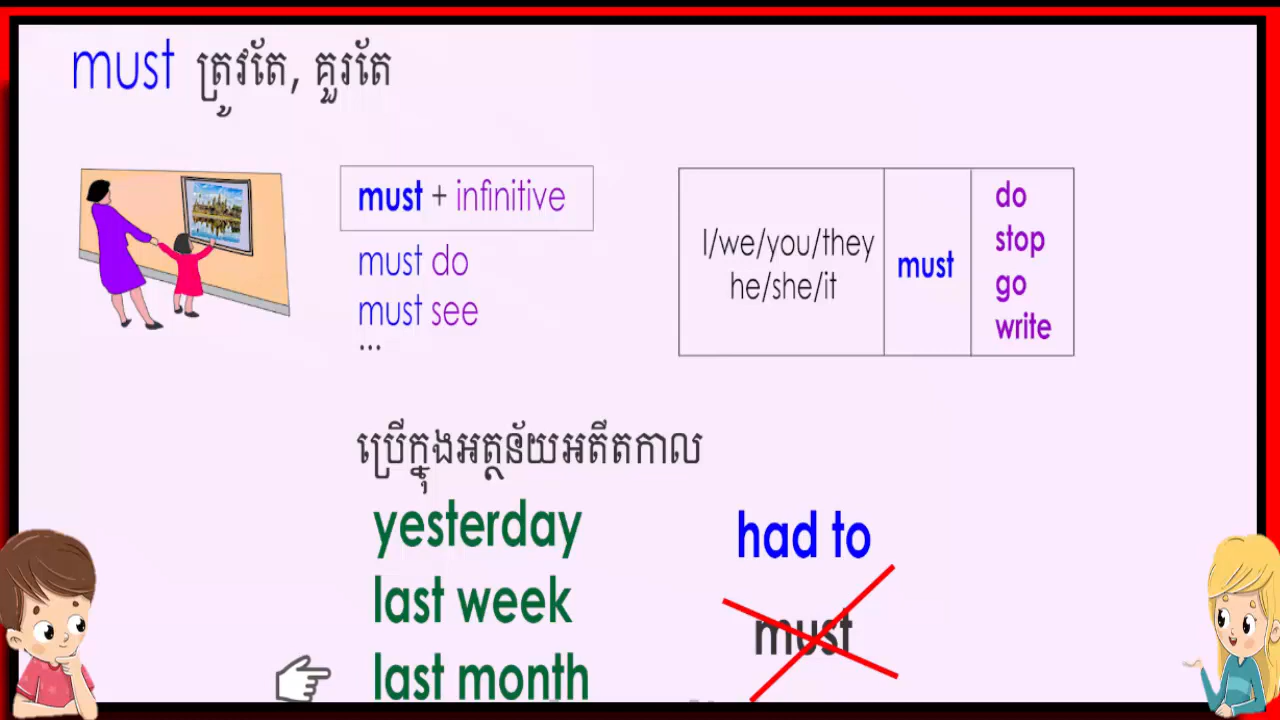 must ត្រូវតែ, គួរតែ
must + infinitive
must do
must see
...
I/we/you/they
he/she/it
must
do
stop
go
write
ប្រើក្នុងអត្ថន័យអតីតកាល
yesterday
last week
last month
had to
must